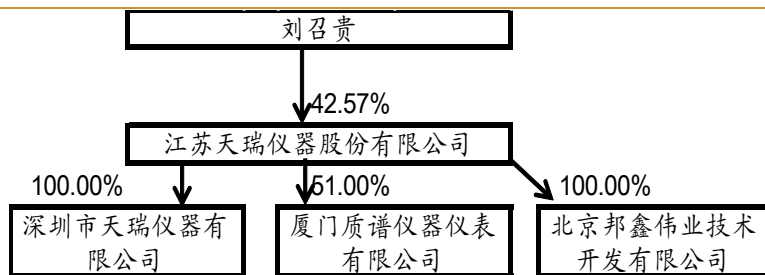 刘召贵
42.57%
江苏天瑞仪器股份有限公司
100.00%
51.00%
100.00%
深圳市天瑞仪器有
限公司
厦门质谱仪器仪表
有限公司
北京邦鑫伟业技术
开发有限公司